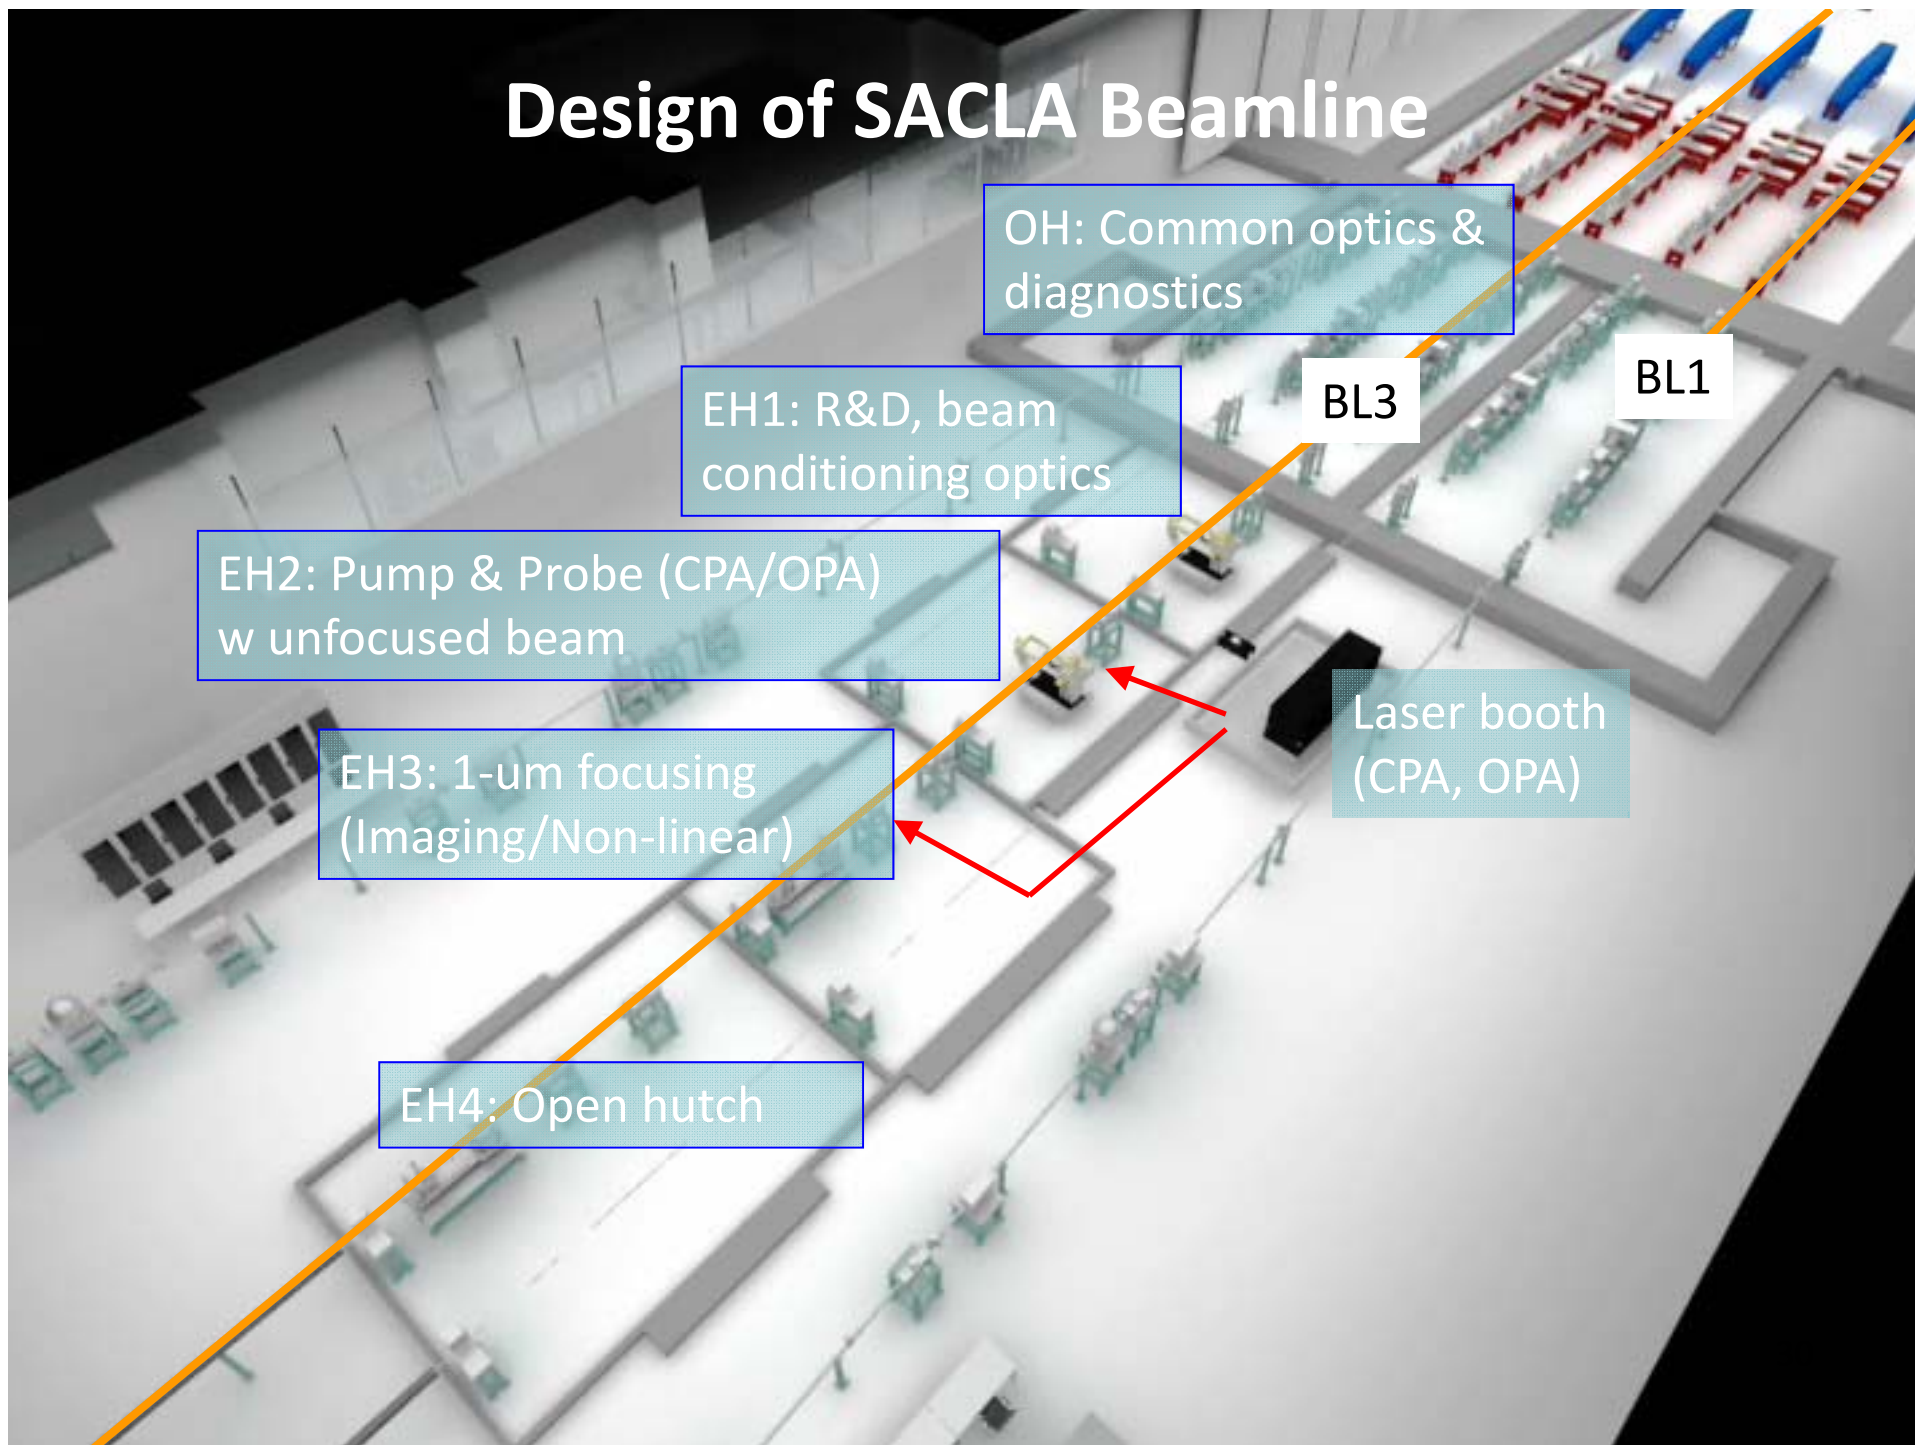 Design of SACLA Beamline
OH: Common optics &
diagnostics
BL3
BL1
EH1: R&D, beam
conditioning optics
EH2: Pump & Probe (CPA/OPA)
w unfocused beam
Laser booth
(CPA, OPA)
EH3: 1-um focusing
(Imaging/Non-linear)
EH4: Open hutch